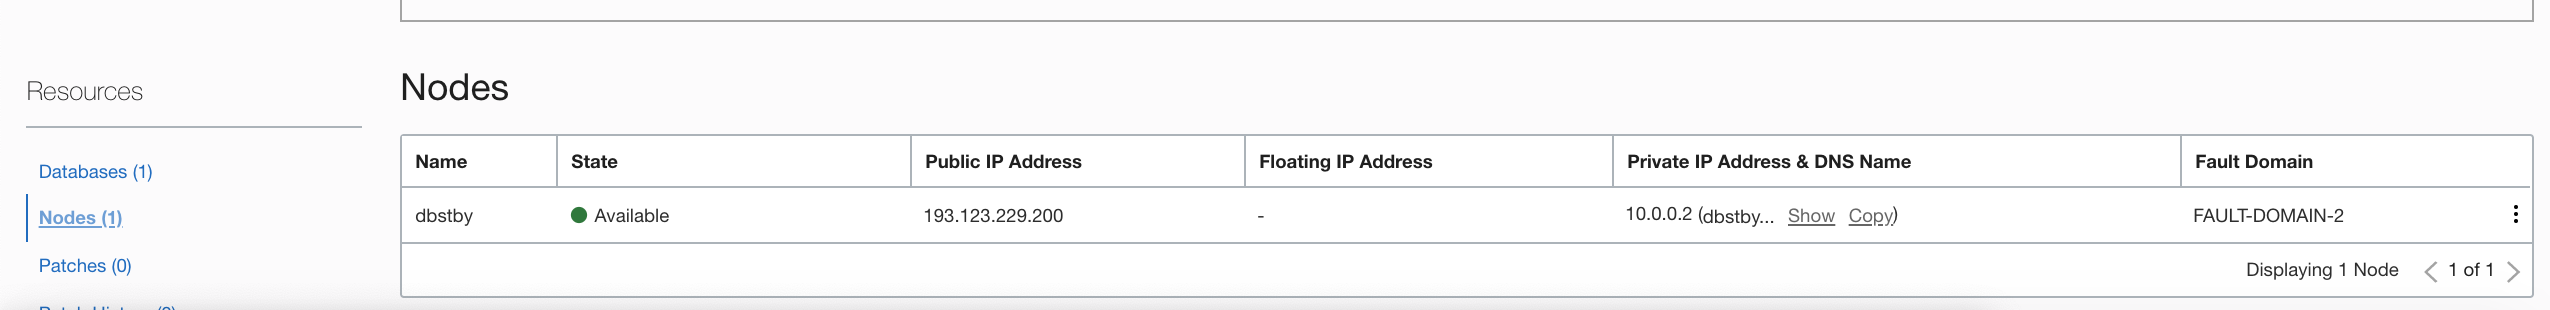 Resources
Databases (1)
Nodes (1)
Patches (0)
Nodes
Name State Public IP Address Floating IP Address Private IP Address & DNS Name Fault Domain
dbstby Available 193.123.229.200 - 10.0.0.2 (dbstby... Show Copy) FAULT-DOMAIN-2
Displaying 1 Node < 1 of 1 >